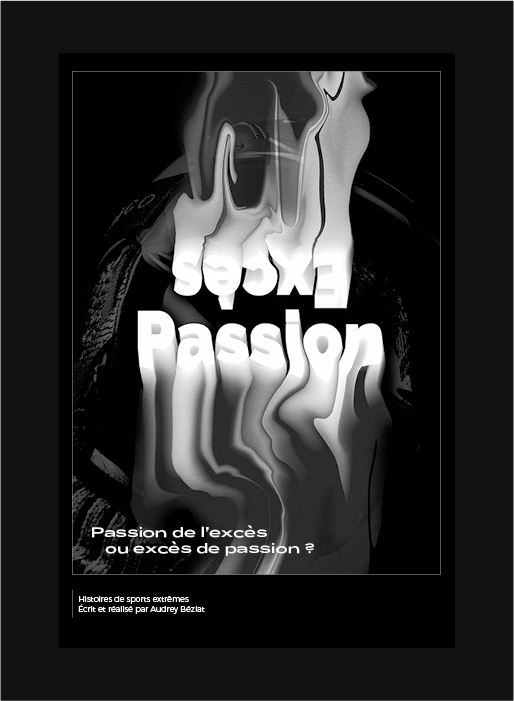 Excès
Passion
Passion de l'excès
ou excès de passion ?
Histoires de sports extrêmes
Écrit et réalisé par Audrey Béziat